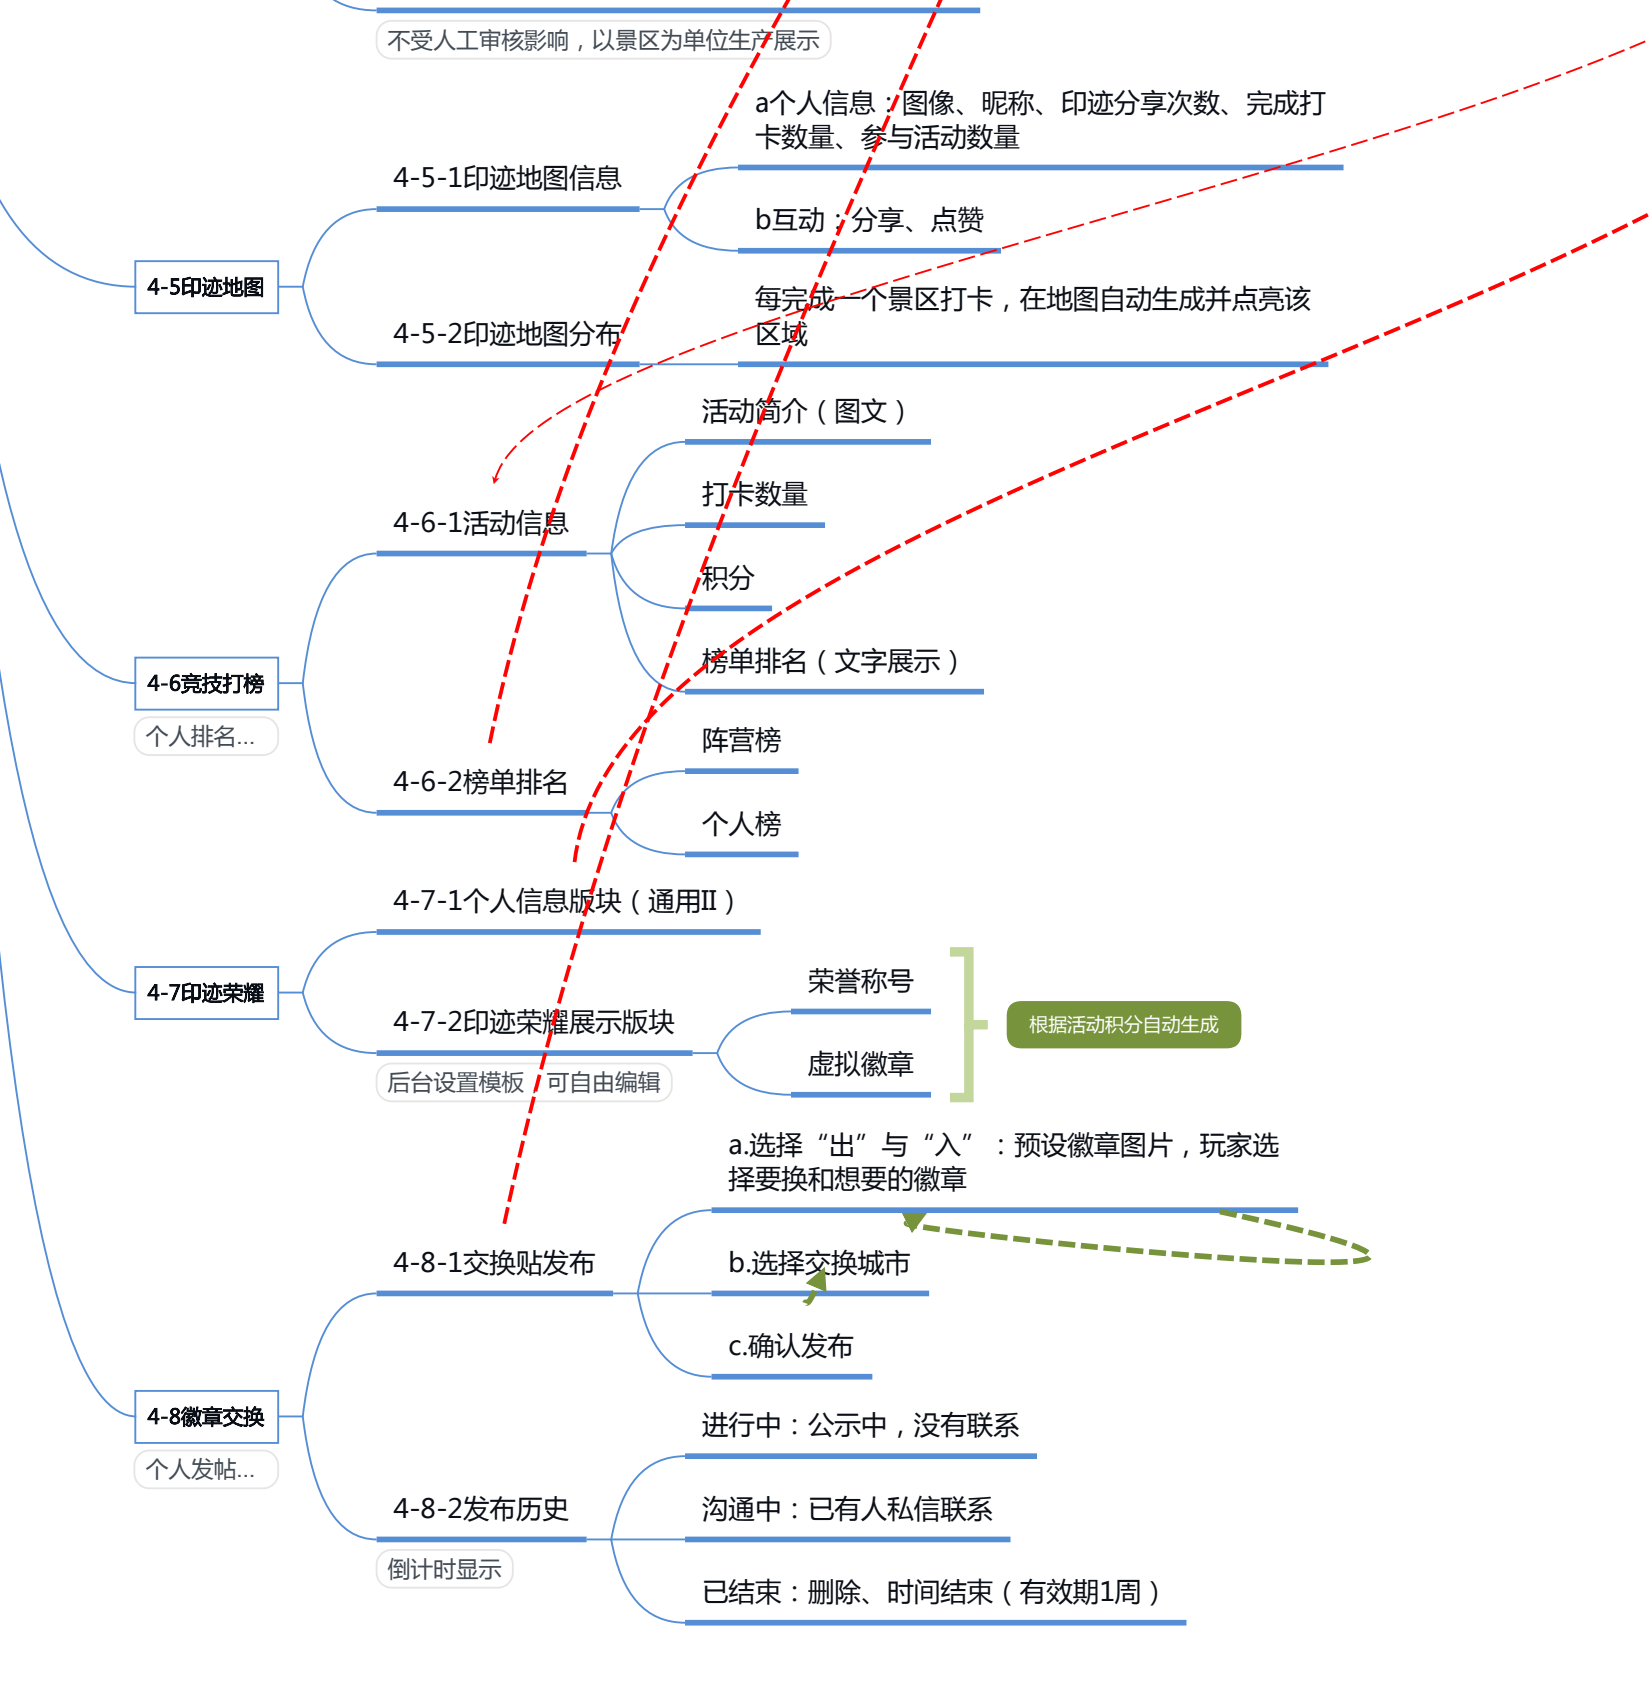 不受人工审核影响，以景区为单位生产展示
4-5印迹地图
4-5-1印迹地图信息
a个人信息：图像、昵称、印迹分享次数、完成打
卡数量、参与活动数量
b互动：分享、点赞
4-5-2印迹地图分布
每完成一个景区打卡，在地图自动生成并点亮该
区域
4-6竞技打榜
个人排名...
4-6-1活动信息
活动简介（图文）
打卡数量
积分
榜单排名（文字展示）
4-6-2榜单排名
阵营榜
个人榜
4-7印迹荣耀
4-7-1个人信息版块（通用II）
4-7-2印迹荣耀展示版块
后台设置模板，可自由编辑
荣誉称号
虚拟徽章
根据活动积分自动生成
4-8徽章交换
个人发帖...
4-8-1交换贴发布
a.选择“出”与“入”：预设徽章图片，玩家选
择要换和想要的徽章
b.选择交换城市
c.确认发布
4-8-2发布历史
倒计时显示
进行中：公示中，没有联系
沟通中：已有人私信联系
已结束：删除、时间结束（有效期1周）